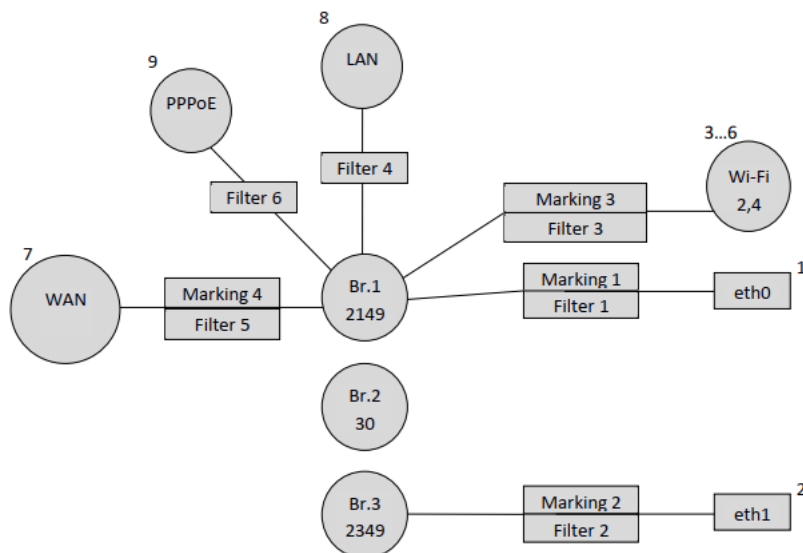 8
LAN
9
PPPoE
3...6
Wi-Fi
2,4
Filter 4
Filter 6
Marking 3
Filter 3
7
WAN
Marking 4
Filter 5
Br.1
2149
Marking 1
Filter 1
1
eth0
Br.2
30
Br.3
2349
Marking 2
Filter 2
2
eth1